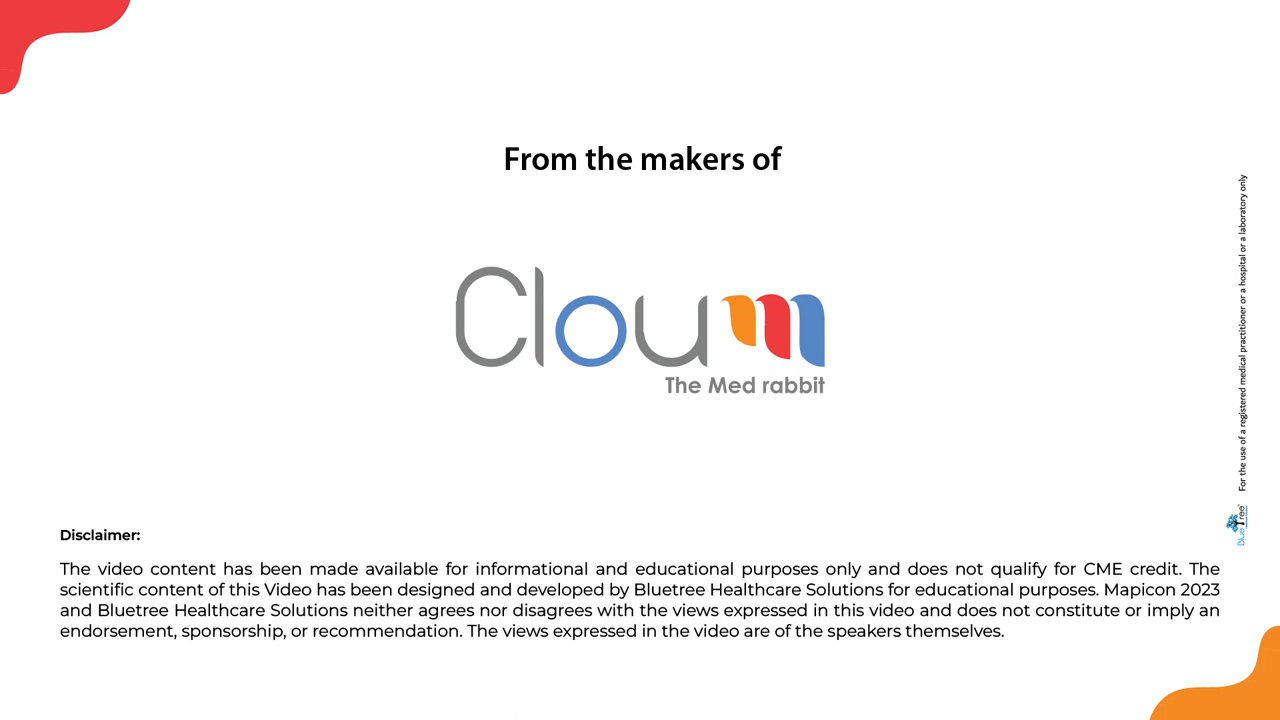 From the makers of
Cloum
The Med rabbit
For the use of a registered medical practitioner or a hospital or a laboratory only
BlueTree
Disclaimer:
The video content has been made available for informational and educational purposes only and does not qualify for CME credit. The
scientific content of this Video has been designed and developed by Bluetree Healthcare Solutions for educational purposes. Mapicon 2023
and Bluetree Healthcare Solutions neither agrees nor disagrees with the views expressed in this video and does not constitute or imply an
endorsement, sponsorship, or recommendation. The views expressed in the video are of the speakers themselves.